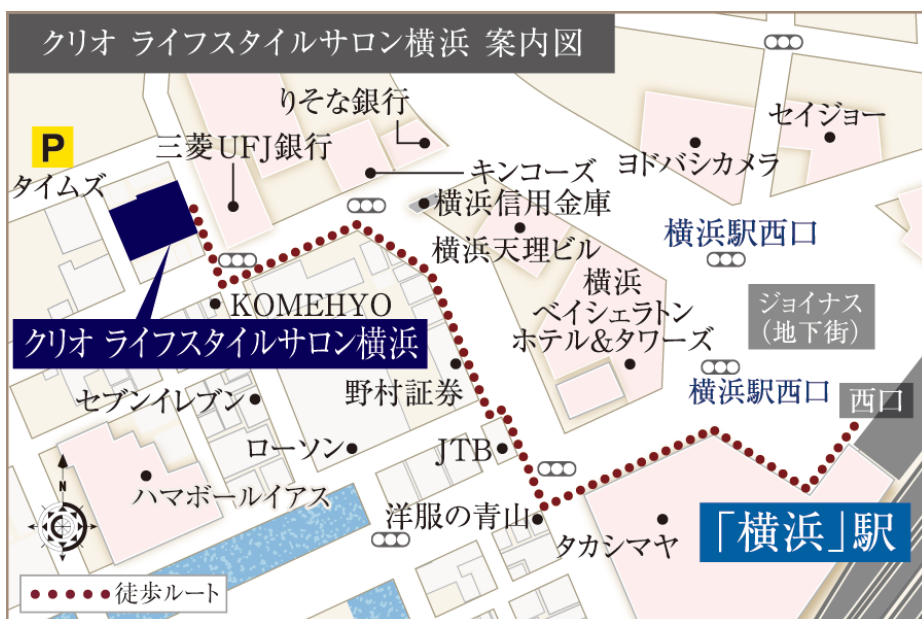 クリオ ライフスタイルサロン横浜 案内図
りそな銀行
セイジョー
P
タイムズ
三菱UFJ銀行
キンコーズ
ヨドバシカメラ
横浜信用金庫
横浜天理ビル
横浜駅西口
KOMEHYO
横浜
ベイシェラトン
ホテル&タワーズ
ジョイナス
(地下街)
クリオ ライフスタイルサロン横浜
野村証券
横浜駅西口
西口
セブンイレブン
ローソン
JTB
N
ハマボールイアス
洋服の青山
タカシマヤ
「横浜」駅
徒歩ルート